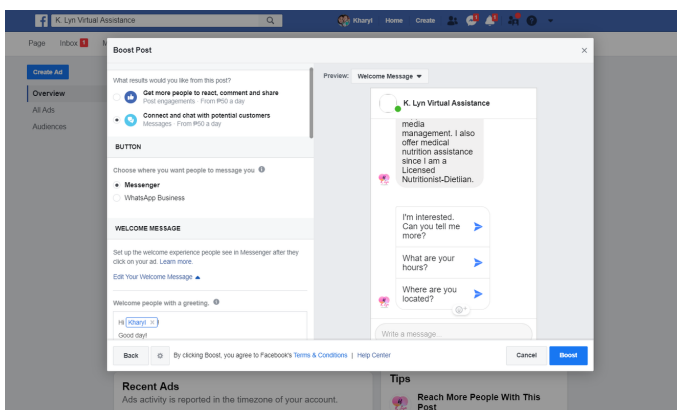 K. Lyn Virtual Assistance
Kharyl
Home
Create
Page
Inbox 1
M
Create Ad
Overview
All Ads
Audiences
Boost Post
What results would you like from this post?
Get more people to react, comment and share
Post engagements · From ₱50 a day
Connect and chat with potential customers
Messages · From ₱50 a day
BUTTON
Choose where you want people to message you
Messenger
WhatsApp Business
WELCOME MESSAGE
Set up the welcome experience people see in Messenger after they
click on your ad. Learn more.
Edit Your Welcome Message
Welcome people with a greeting.
Hi Kharyl × !
Good day!
Preview:
Welcome Message
K. Lyn Virtual Assistance
media
management. I also
offer medical
nutrition assistance
since I am a
Licensed
Nutritionist-Dietiian.
I'm interested.
Can you tell me
more?
What are your
hours?
Where are you
located?
Write a message...
Back
By clicking Boost, you agree to Facebook's Terms & Conditions | Help Center
Cancel
Boost
Recent Ads
Ads activity is reported in the timezone of your account.
Tips
Reach More People With This
Post